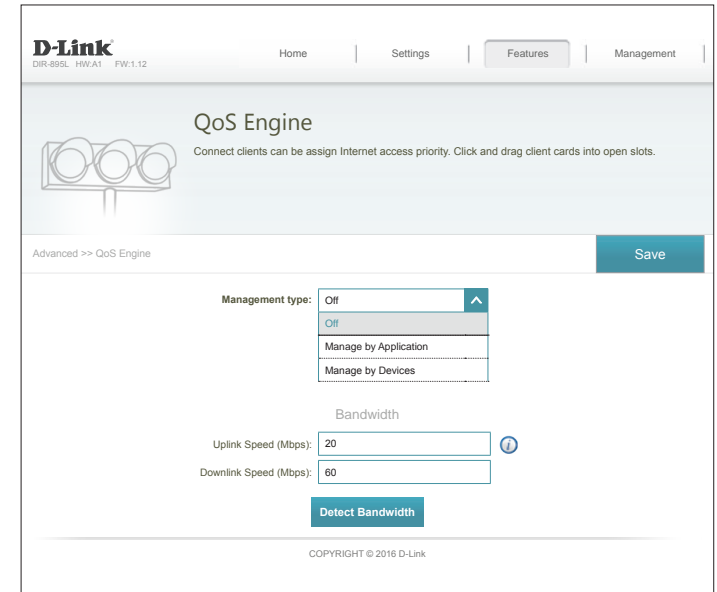 D-Link
DIR-895L HW:A1 FW:1.12
Home
Settings
Features
Management
QoS Engine
Connect clients can be assign Internet access priority. Click and drag client cards into open slots.
Advanced >> QoS Engine
Save
Management type: Off
Off
Manage by Application
Manage by Devices
Bandwidth
Uplink Speed (Mbps): 20
i
Downlink Speed (Mbps): 60
Detect Bandwidth
COPYRIGHT © 2016 D-Link